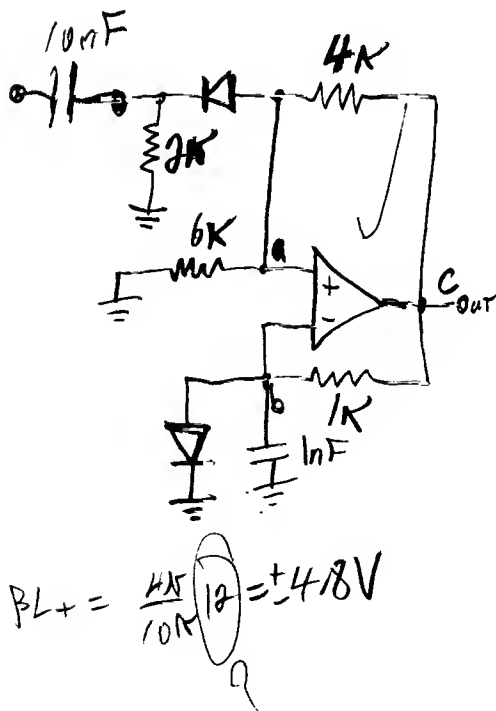 10nF
4K
2K
6K
a
+
-
C
OUT
b
1K
1nF
βL+ = 4K/10K 12 = ±4.8V
?